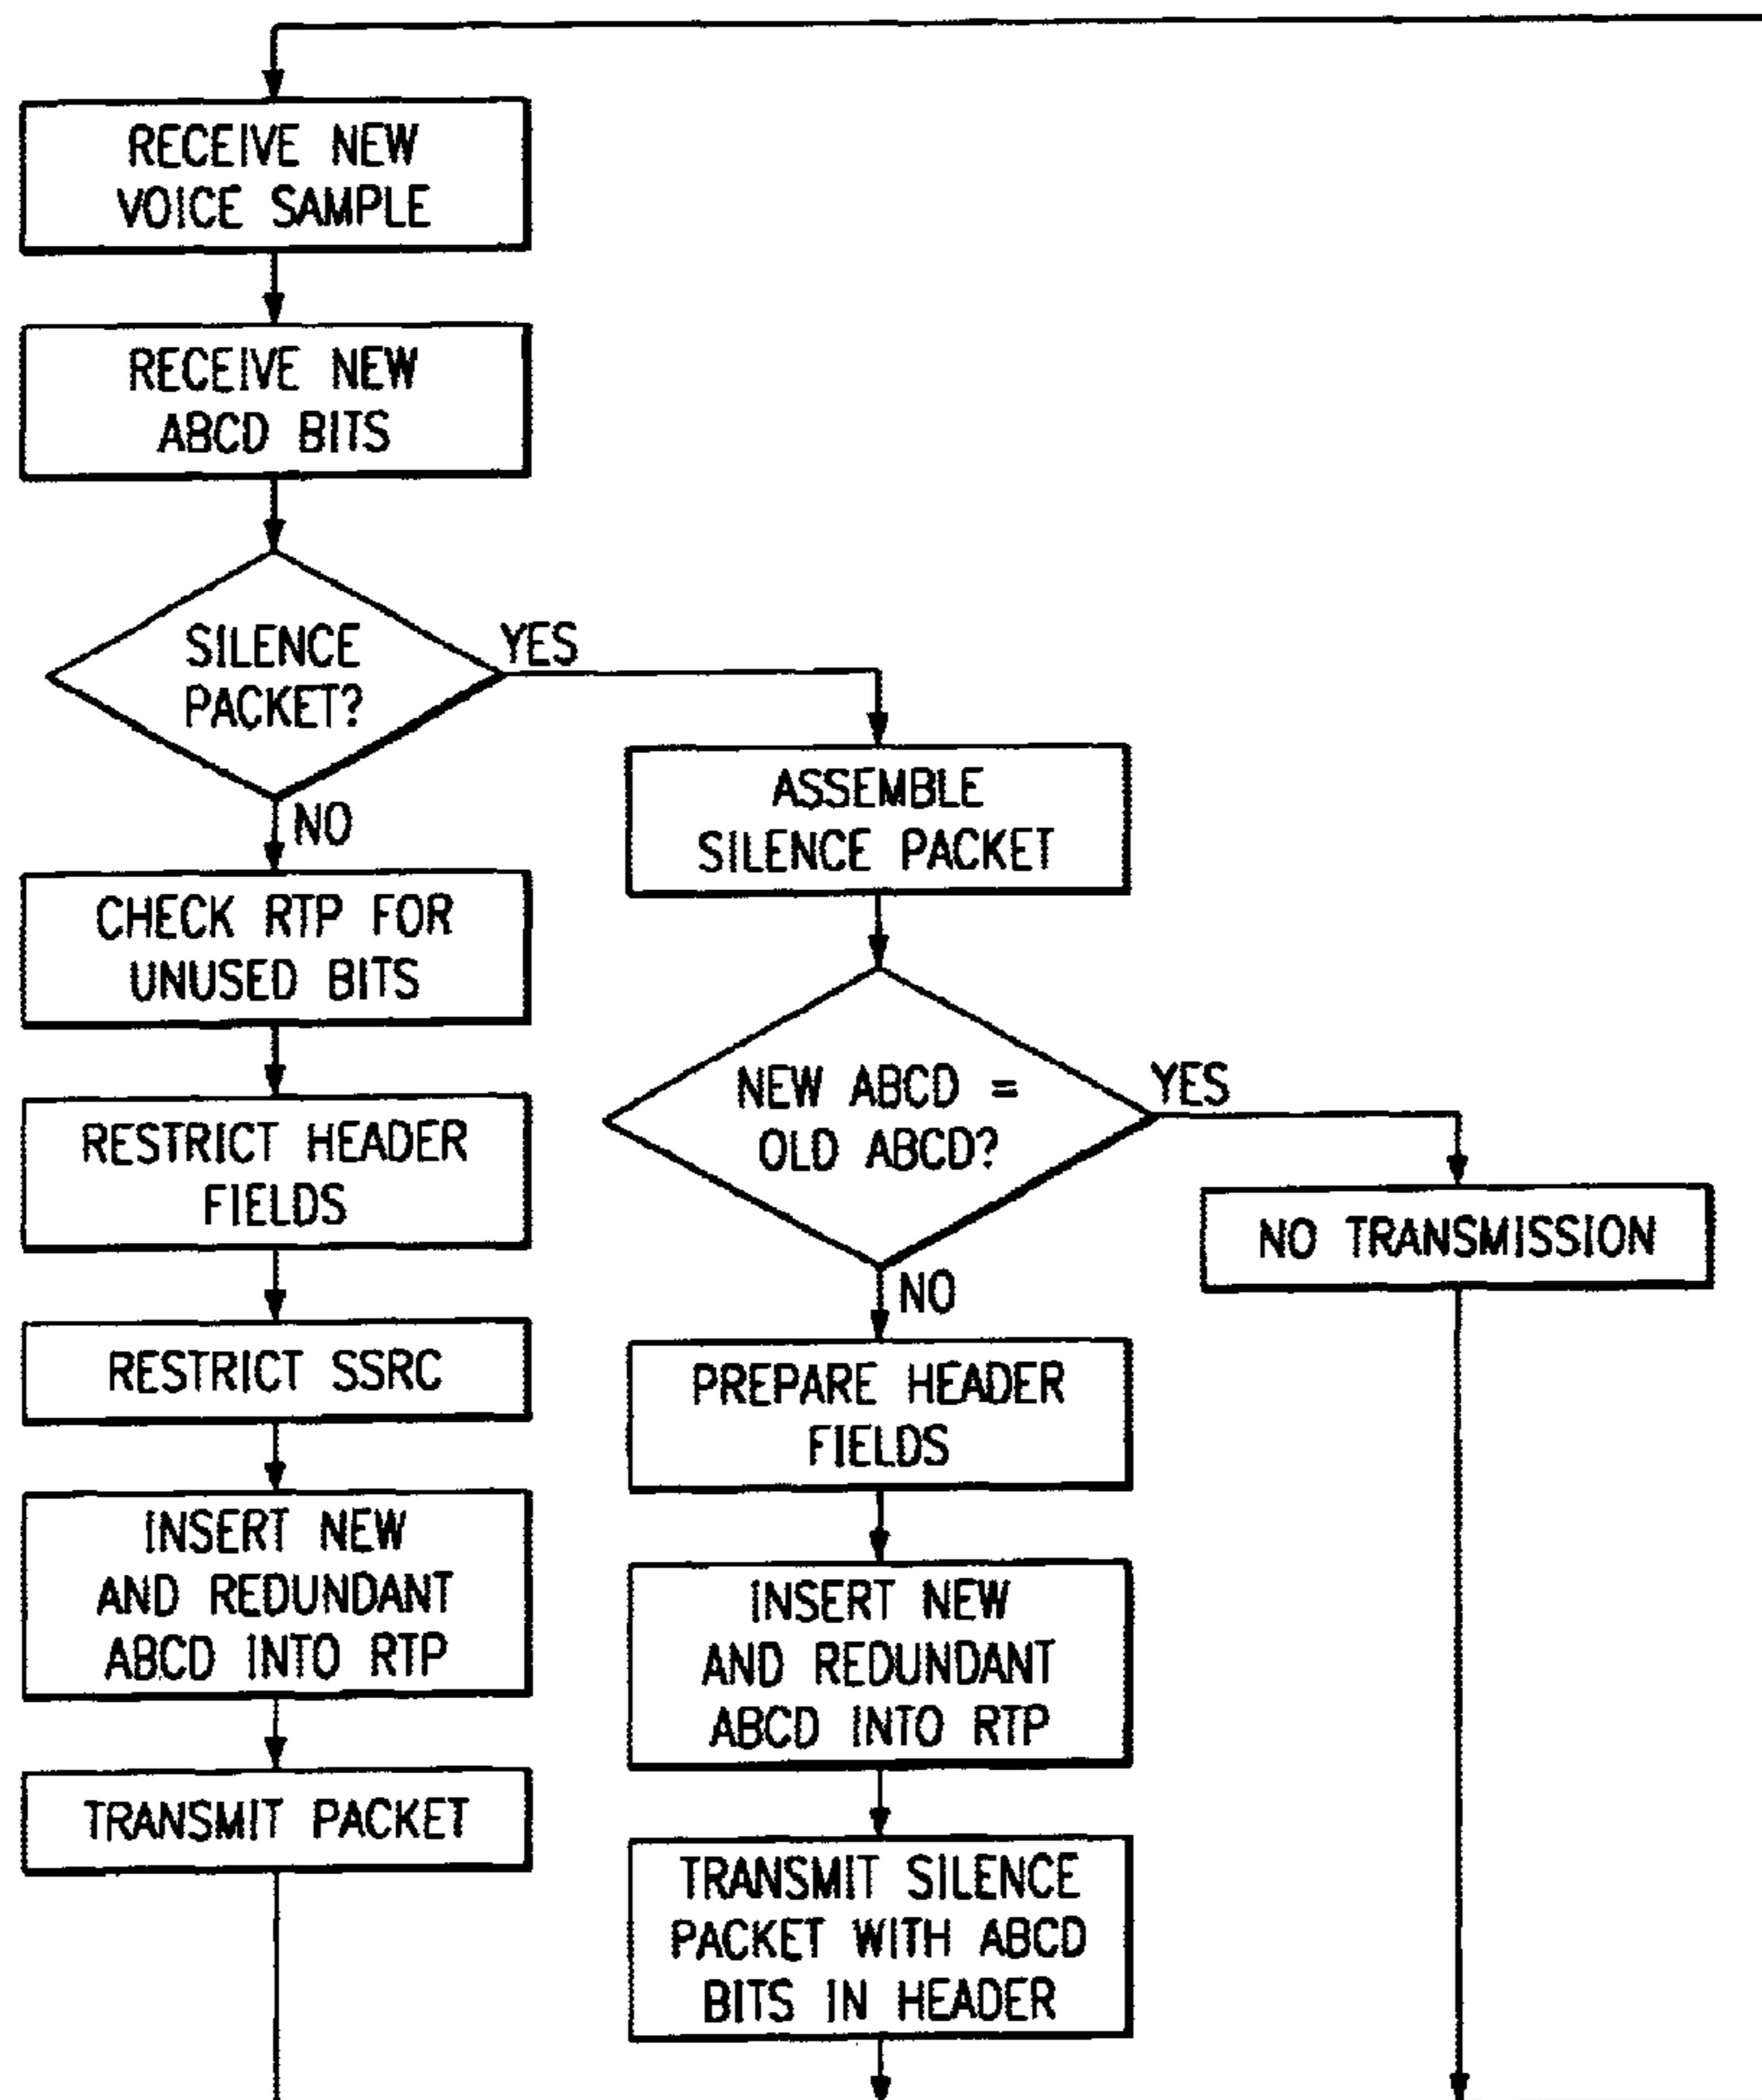 RECEIVE NEW
VOICE SAMPLE
RECEIVE NEW
ABCD BITS
SILENCE
PACKET?
YES
NO
ASSEMBLE
SILENCE PACKET
CHECK RTP FOR
UNUSED BITS
NEW ABCD =
OLD ABCD?
YES
NO
RESTRICT HEADER
FIELDS
NO TRANSMISSION
RESTRICT SSRC
PREPARE HEADER
FIELDS
INSERT NEW
AND REDUNDANT
ABCD INTO RTP
INSERT NEW
AND REDUNDANT
ABCD INTO RTP
TRANSMIT PACKET
TRANSMIT SILENCE
PACKET WITH ABCD
BITS IN HEADER